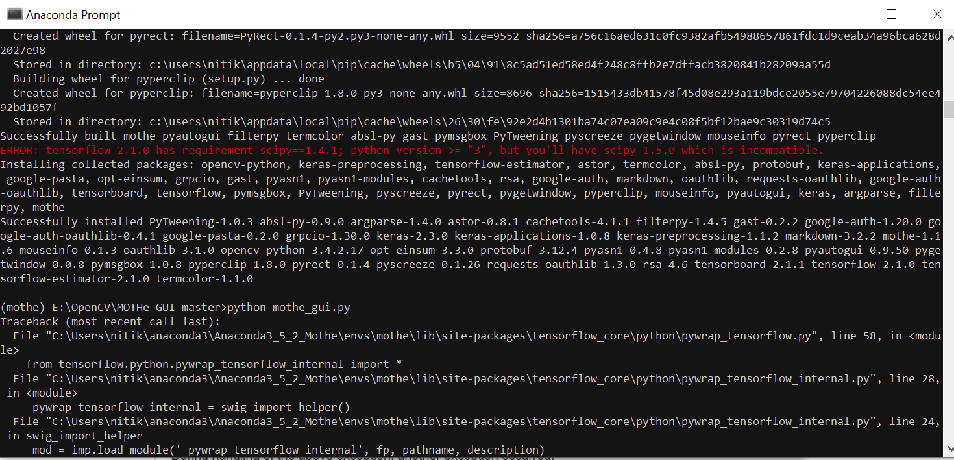 Anaconda Prompt
Created wheel for pyrect: filename=PyRect-0.1.4-py2.py3-none-any.whl size=9552 sha256=a756c16aed631c0fc9382afb54988657861fdc1d9ceab34a96bca628d
2027e98
Stored in directory: c:\users\nitik\appdata\local\pip\cache\wheels\b5\04\91\8c5ad51ed58ed4f248c8ffb2e7dffacb3820841b28209aa55d
Building wheel for pyperclip (setup.py) ... done
Created wheel for pyperclip: filename=pyperclip-1.8.0-py3-none-any.whl size=8696 sha256=1515433db41578f45d08e293a119bdce2055e79704226088dc54ee4
92bd1057f
Stored in directory: c:\users\nitik\appdata\local\pip\cache\wheels\26\30\fe\92e2d4b1301ba74c07ea09c9e4c08f5bf12bae9c30319d74c5
Successfully built mothe pyautogui filterpy termcolor absl-py gast pymsgbox PyTweening pyscreeze pygetwindow mouseinfo pyrect pyperclip
ERROR: tensorflow 2.1.0 has requirement scipy==1.4.1; python_version >= "3", but you'll have scipy 1.5.0 which is incompatible.
Installing collected packages: opencv-python, keras-preprocessing, tensorflow-estimator, astor, termcolor, absl-py, protobuf, keras-applications,
google-pasta, opt-einsum, grpcio, gast, pyasn1, pyasn1-modules, cachetools, rsa, google-auth, markdown, oauthlib, requests-oauthlib, google-auth
-oauthlib, tensorboard, tensorflow, pymsgbox, PyTweening, pyscreeze, pyrect, pygetwindow, pyperclip, mouseinfo, pyautogui, keras, argparse, filte
rpy, mothe
Successfully installed PyTweening-1.0.3 absl-py-0.9.0 argparse-1.4.0 astor-0.8.1 cachetools-4.1.1 filterpy-1.4.5 gast-0.2.2 google-auth-1.20.0 go
ogle-auth-oauthlib-0.4.1 google-pasta-0.2.0 grpcio-1.30.0 keras-2.3.0 keras-applications-1.0.8 keras-preprocessing-1.1.2 markdown-3.2.2 mothe-1.1
.6 mouseinfo-0.1.3 oauthlib-3.1.0 opencv-python-3.4.2.17 opt-einsum-3.3.0 protobuf-3.12.4 pyasn1-0.4.8 pyasn1-modules-0.2.8 pyautogui-0.9.50 pyge
twindow-0.0.8 pymsgbox-1.0.8 pyperclip-1.8.0 pyrect-0.1.4 pyscreeze-0.1.26 requests-oauthlib-1.3.0 rsa-4.6 tensorboard-2.1.1 tensorflow-2.1.0 ten
sorflow-estimator-2.1.0 termcolor-1.1.0
(mothe) E:\OpenCV\MOTHe-GUI-master>python mothe_gui.py
Traceback (most recent call last):
File "C:\Users\nitik\anaconda3\Anaconda3_5_2_Mothe\envs\mothe\lib\site-packages\tensorflow_core\python\pywrap_tensorflow.py", line 58, in <modu
le>
from tensorflow.python.pywrap_tensorflow_internal import *
File "C:\Users\nitik\anaconda3\Anaconda3_5_2_Mothe\envs\mothe\lib\site-packages\tensorflow_core\python\pywrap_tensorflow_internal.py", line 28,
in <module>
_pywrap_tensorflow_internal = swig_import_helper()
File "C:\Users\nitik\anaconda3\Anaconda3_5_2_Mothe\envs\mothe\lib\site-packages\tensorflow_core\python\pywrap_tensorflow_internal.py", line 24,
in swig_import_helper
_mod = imp.load_module('_pywrap_tensorflow_internal', fp, pathname, description)